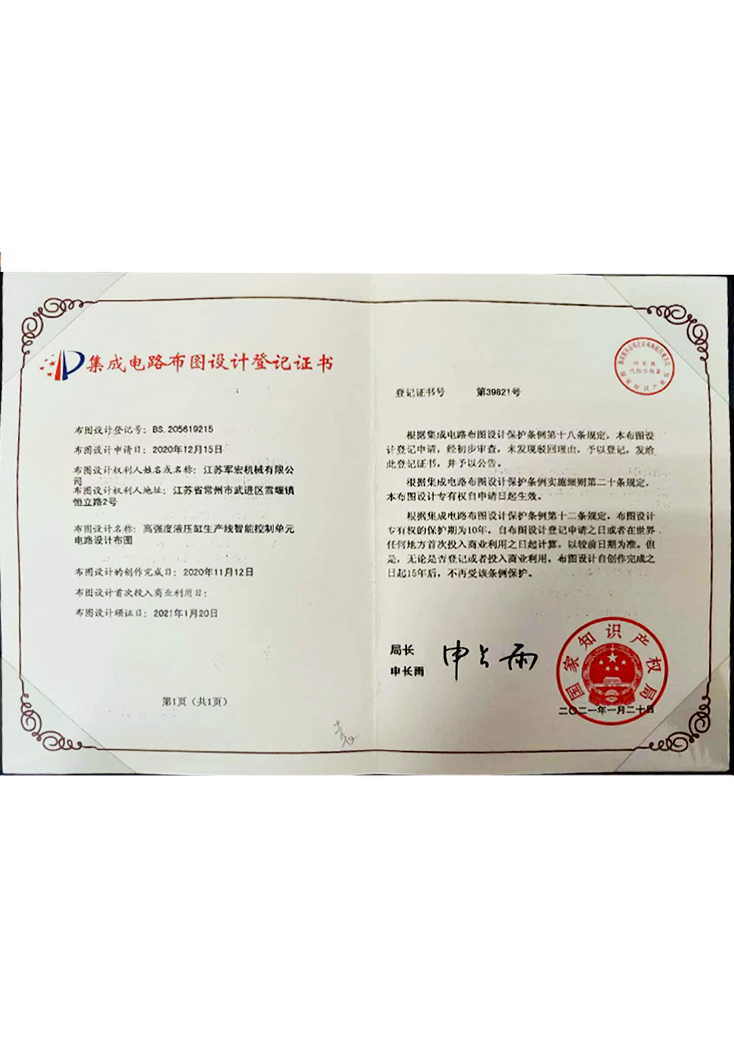 集成电路布图设计登记证书
布图设计登记号：BS.205619215
布图设计申请日：2020年12月15日
布图设计权利人姓名或名称：江苏军宏机械有限公
司
布图设计权利人地址：江苏省常州市武进区雪堰镇
恒立路2号
布图设计名称：高强度液压缸生产线智能控制单元
电路设计布图
布图设计的创作完成日：2020年11月12日
布图设计首次投入商业利用日：
布图设计颁证日：2021年1月20日
第1页（共1页）
登记证书号 第39821号
根据集成电路布图设计保护条例第十八条规定，本布图设
计登记申请，经初步审查，未发现驳回理由，予以登记，发给
此登记证书，并予以公告。
根据集成电路布图设计保护条例实施细则第二十条规定，
本布图设计专有权自申请日起生效。
根据集成电路布图设计保护条例第十二条规定，布图设计
专有权的保护期为10年，自布图设计登记申请之日或者在世界
任何地方首次投入商业利用之日起计算，以较前日期为准。但
是，无论是否登记或者投入商业利用，布图设计自创作完成之
日起15年后，不再受该条例保护。
局长
申长雨
申长雨
国家知识产权局
二〇二一年一月二十日